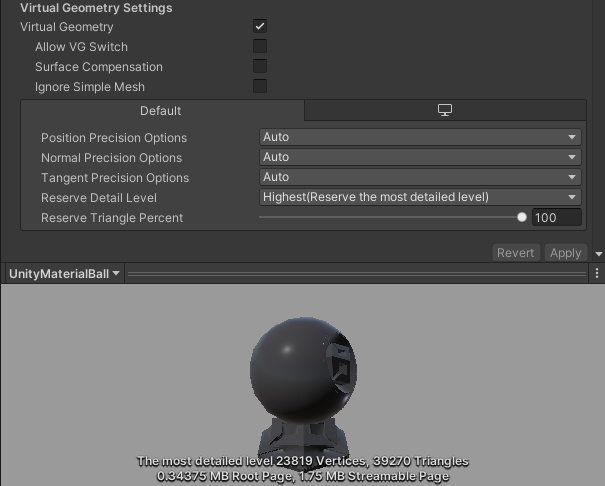 Virtual Geometry Settings
Virtual Geometry
Allow VG Switch
Surface Compensation
Ignore Simple Mesh
Default
Position Precision Options Auto
Normal Precision Options Auto
Tangent Precision Options Auto
Reserve Detail Level Highest(Reserve the most detailed level)
Reserve Triangle Percent 100
Revert Apply
UnityMaterialBall
The most detailed level 23819 Vertices, 39270 Triangles
0.34375 MB Root Page, 1.75 MB Streamable Page